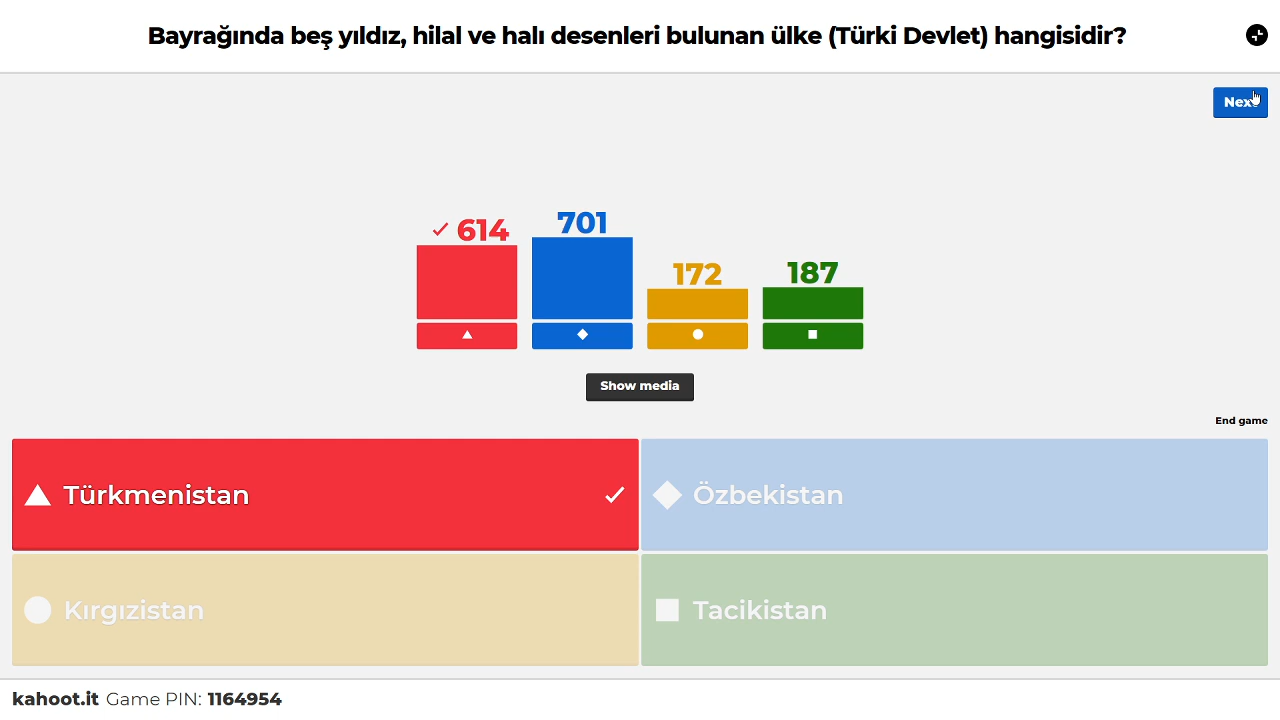 Bayrağında beş yıldız, hilal ve halı desenleri bulunan ülke (Türki Devlet) hangisidir?
Next
614
701
172
187
Show media
End game
Türkmenistan
Özbekistan
Kırgızistan
Tacikistan
kahoot.it Game PIN: 1164954